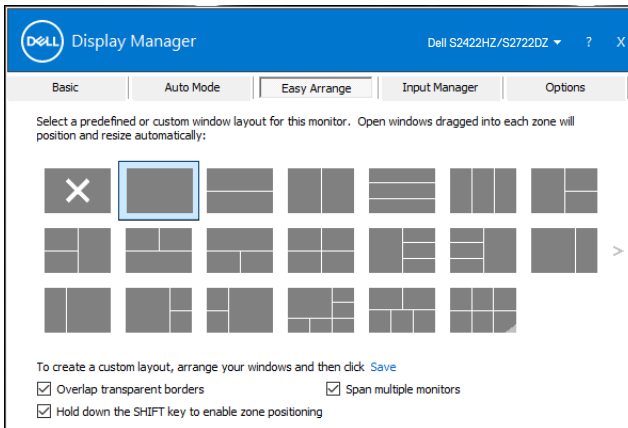 DELL Display Manager Dell S2422HZ/S2722DZ ? X
Basic Auto Mode Easy Arrange Input Manager Options
Select a predefined or custom window layout for this monitor. Open windows dragged into each zone will
position and resize automatically:
>
To create a custom layout, arrange your windows and then click Save
Overlap transparent borders Span multiple monitors
Hold down the SHIFT key to enable zone positioning